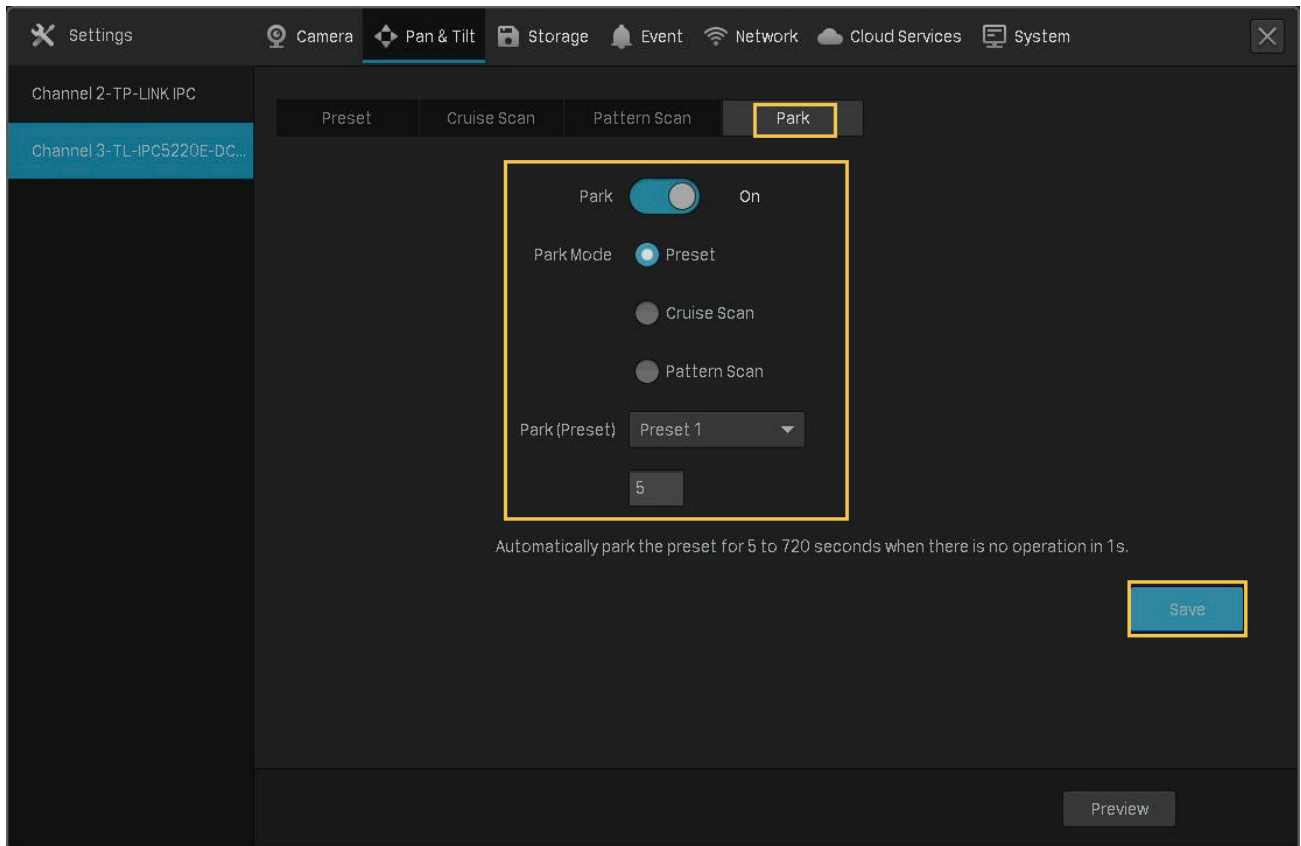 Settings Camera Pan & Tilt Storage Event Network Cloud Services System
Channel 2-TP-LINK IPC
Channel 3-TL-IPC5220E-DC...
Preset Cruise Scan Pattern Scan Park
Park On
Park Mode Preset
Cruise Scan
Pattern Scan
Park (Preset) Preset 1
5
Automatically park the preset for 5 to 720 seconds when there is no operation in 1s.
Save
Preview